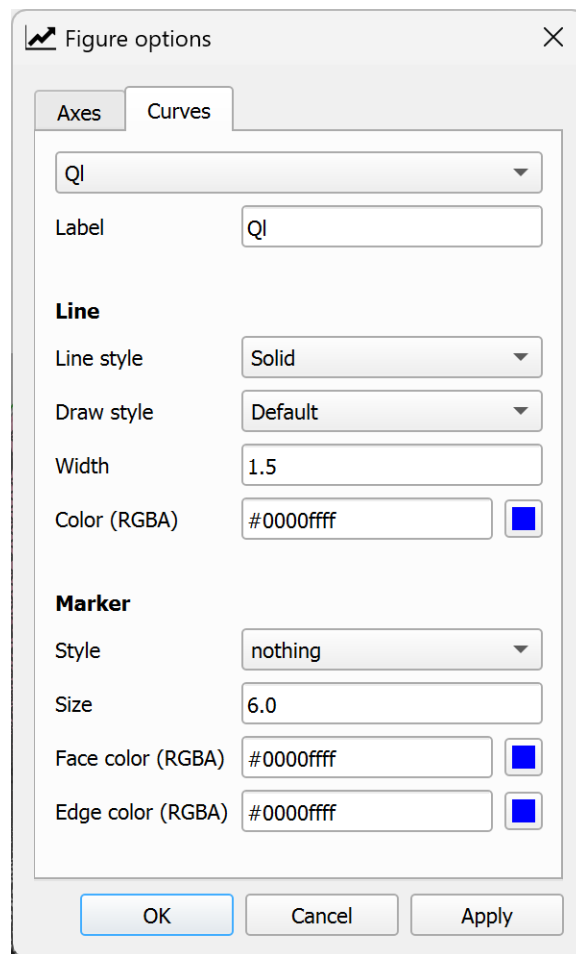 Figure options
Axes Curves
Ql
Label Ql
Line
Line style Solid
Draw style Default
Width 1.5
Color (RGBA) #0000ffff
Marker
Style nothing
Size 6.0
Face color (RGBA) #0000ffff
Edge color (RGBA) #0000ffff
OK Cancel Apply